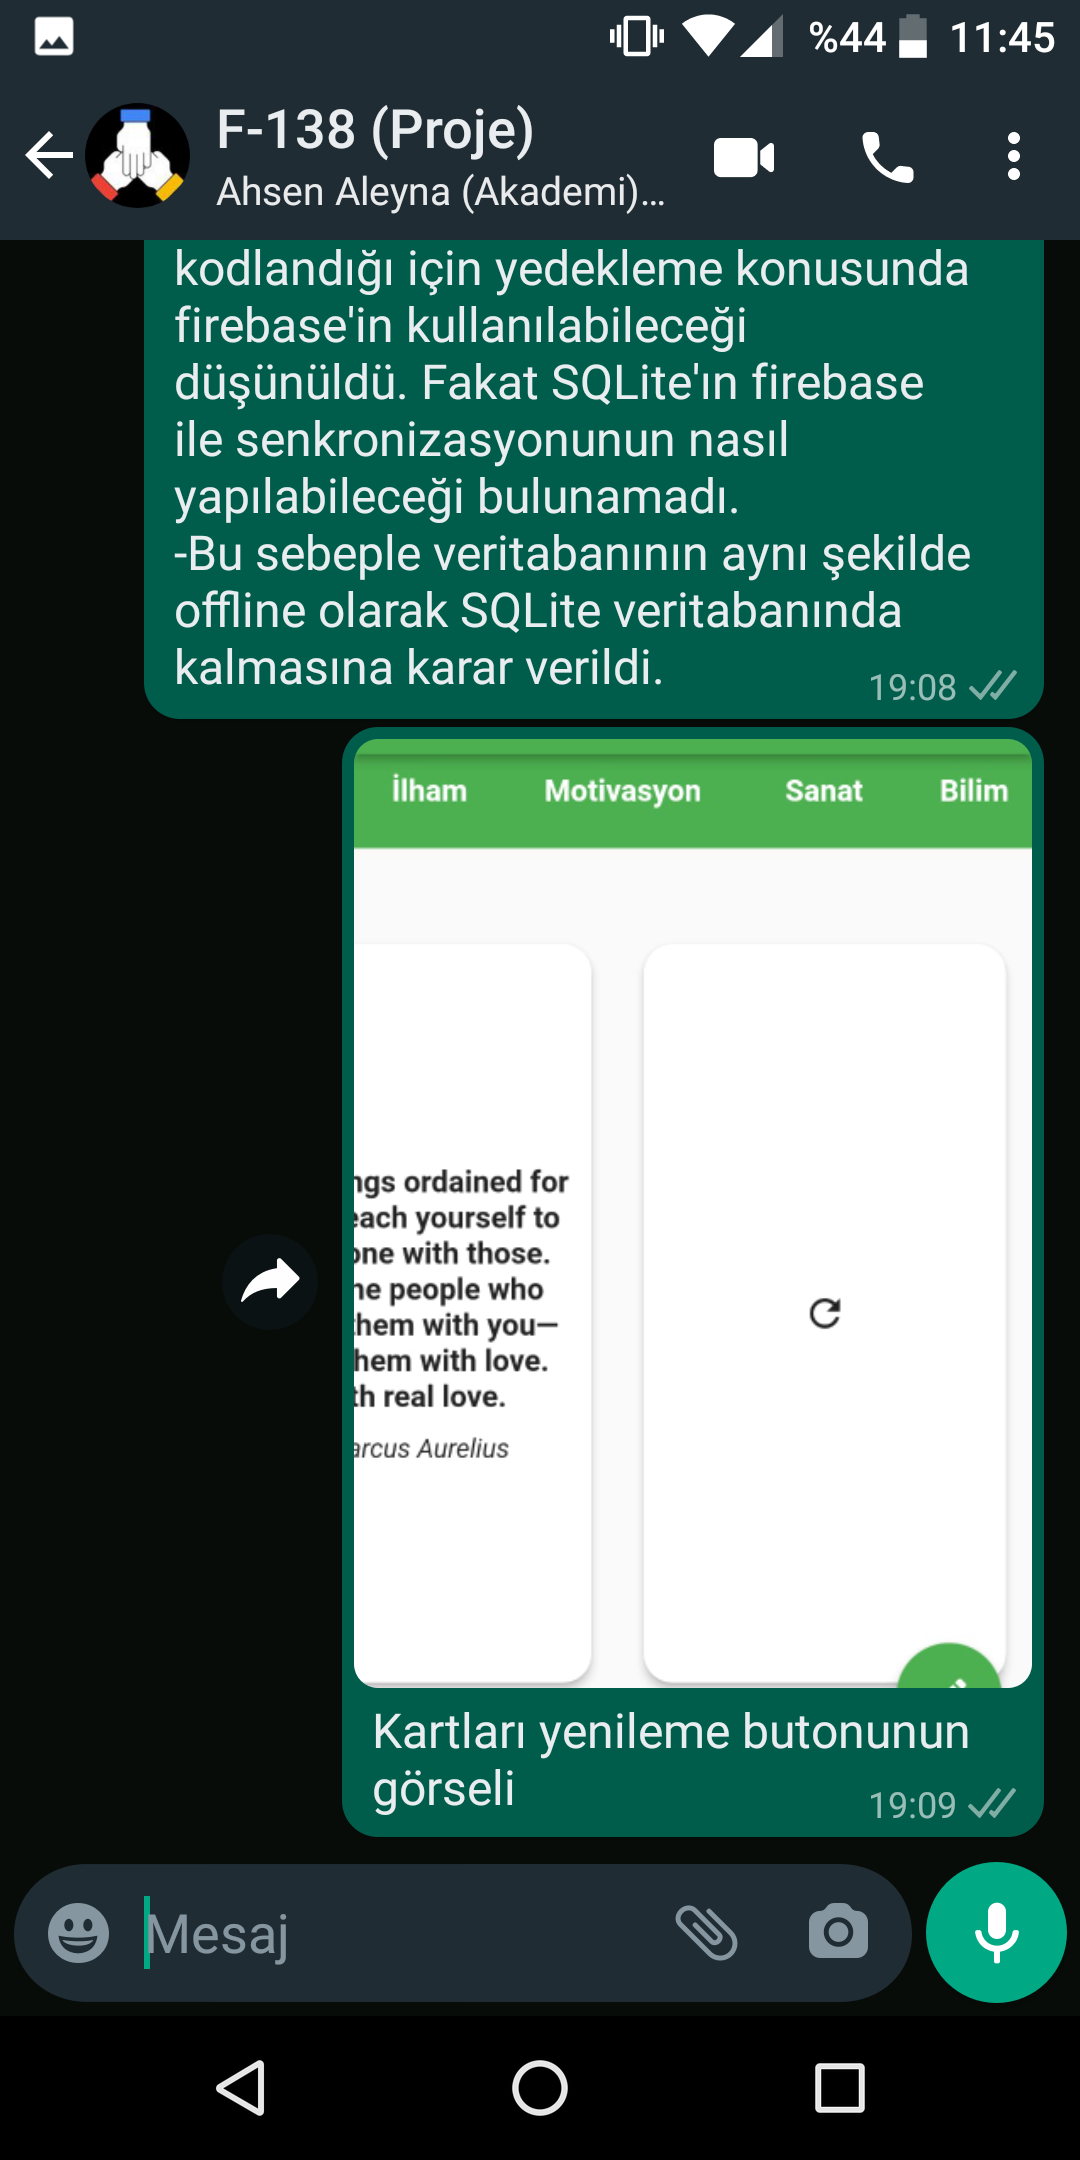 %44 11:45
F-138 (Proje)
Ahsen Aleyna (Akademi)...
kodlandığı için yedekleme konusunda
firebase'in kullanılabileceği
düşünüldü. Fakat SQLite'ın firebase
ile senkronizasyonunun nasıl
yapılabileceği bulunamadı.
-Bu sebeple veritabanının aynı şekilde
offline olarak SQLite veritabanında
kalmasına karar verildi.
19:08
İlham Motivasyon Sanat Bilim
ngs ordained for
each yourself to
one with those.
he people who
them with you—
hem with love.
th real love.
arcus Aurelius
Kartları yenileme butonunun
görseli
19:09
Mesaj